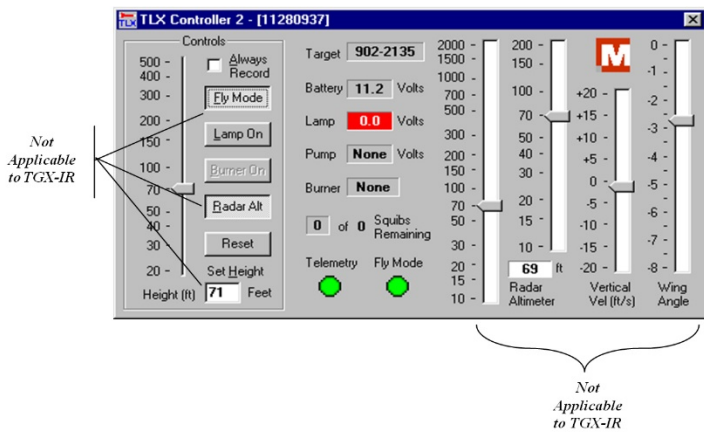 TLX Controller 2 - [11280937]
Controls
500
400
300
200
150
100
70
50
40
30
20
Height (ft)
Always
Record
Fly Mode
Lamp On
Burner On
Radar Alt
Reset
Set Height
71 Feet
Target 902-2135
Battery 11.2 Volts
Lamp 0.0 Volts
Pump None Volts
Burner None
0 of 0 Squibs
Remaining
Telemetry Fly Mode
2000
1500
1000
700
500
300
200
150
100
70
50
30
20
15
10
200
150
100
70
50
40
30
20
15
10
69 ft
Radar
Altimeter
M
+20
+15
+10
+5
0
-5
-10
-15
-20
Vertical
Vel (ft/s)
0
-1
-2
-3
-4
-5
-6
-7
-8
Wing
Angle
Not
Applicable
to TGX-IR
Not
Applicable
to TGX-IR